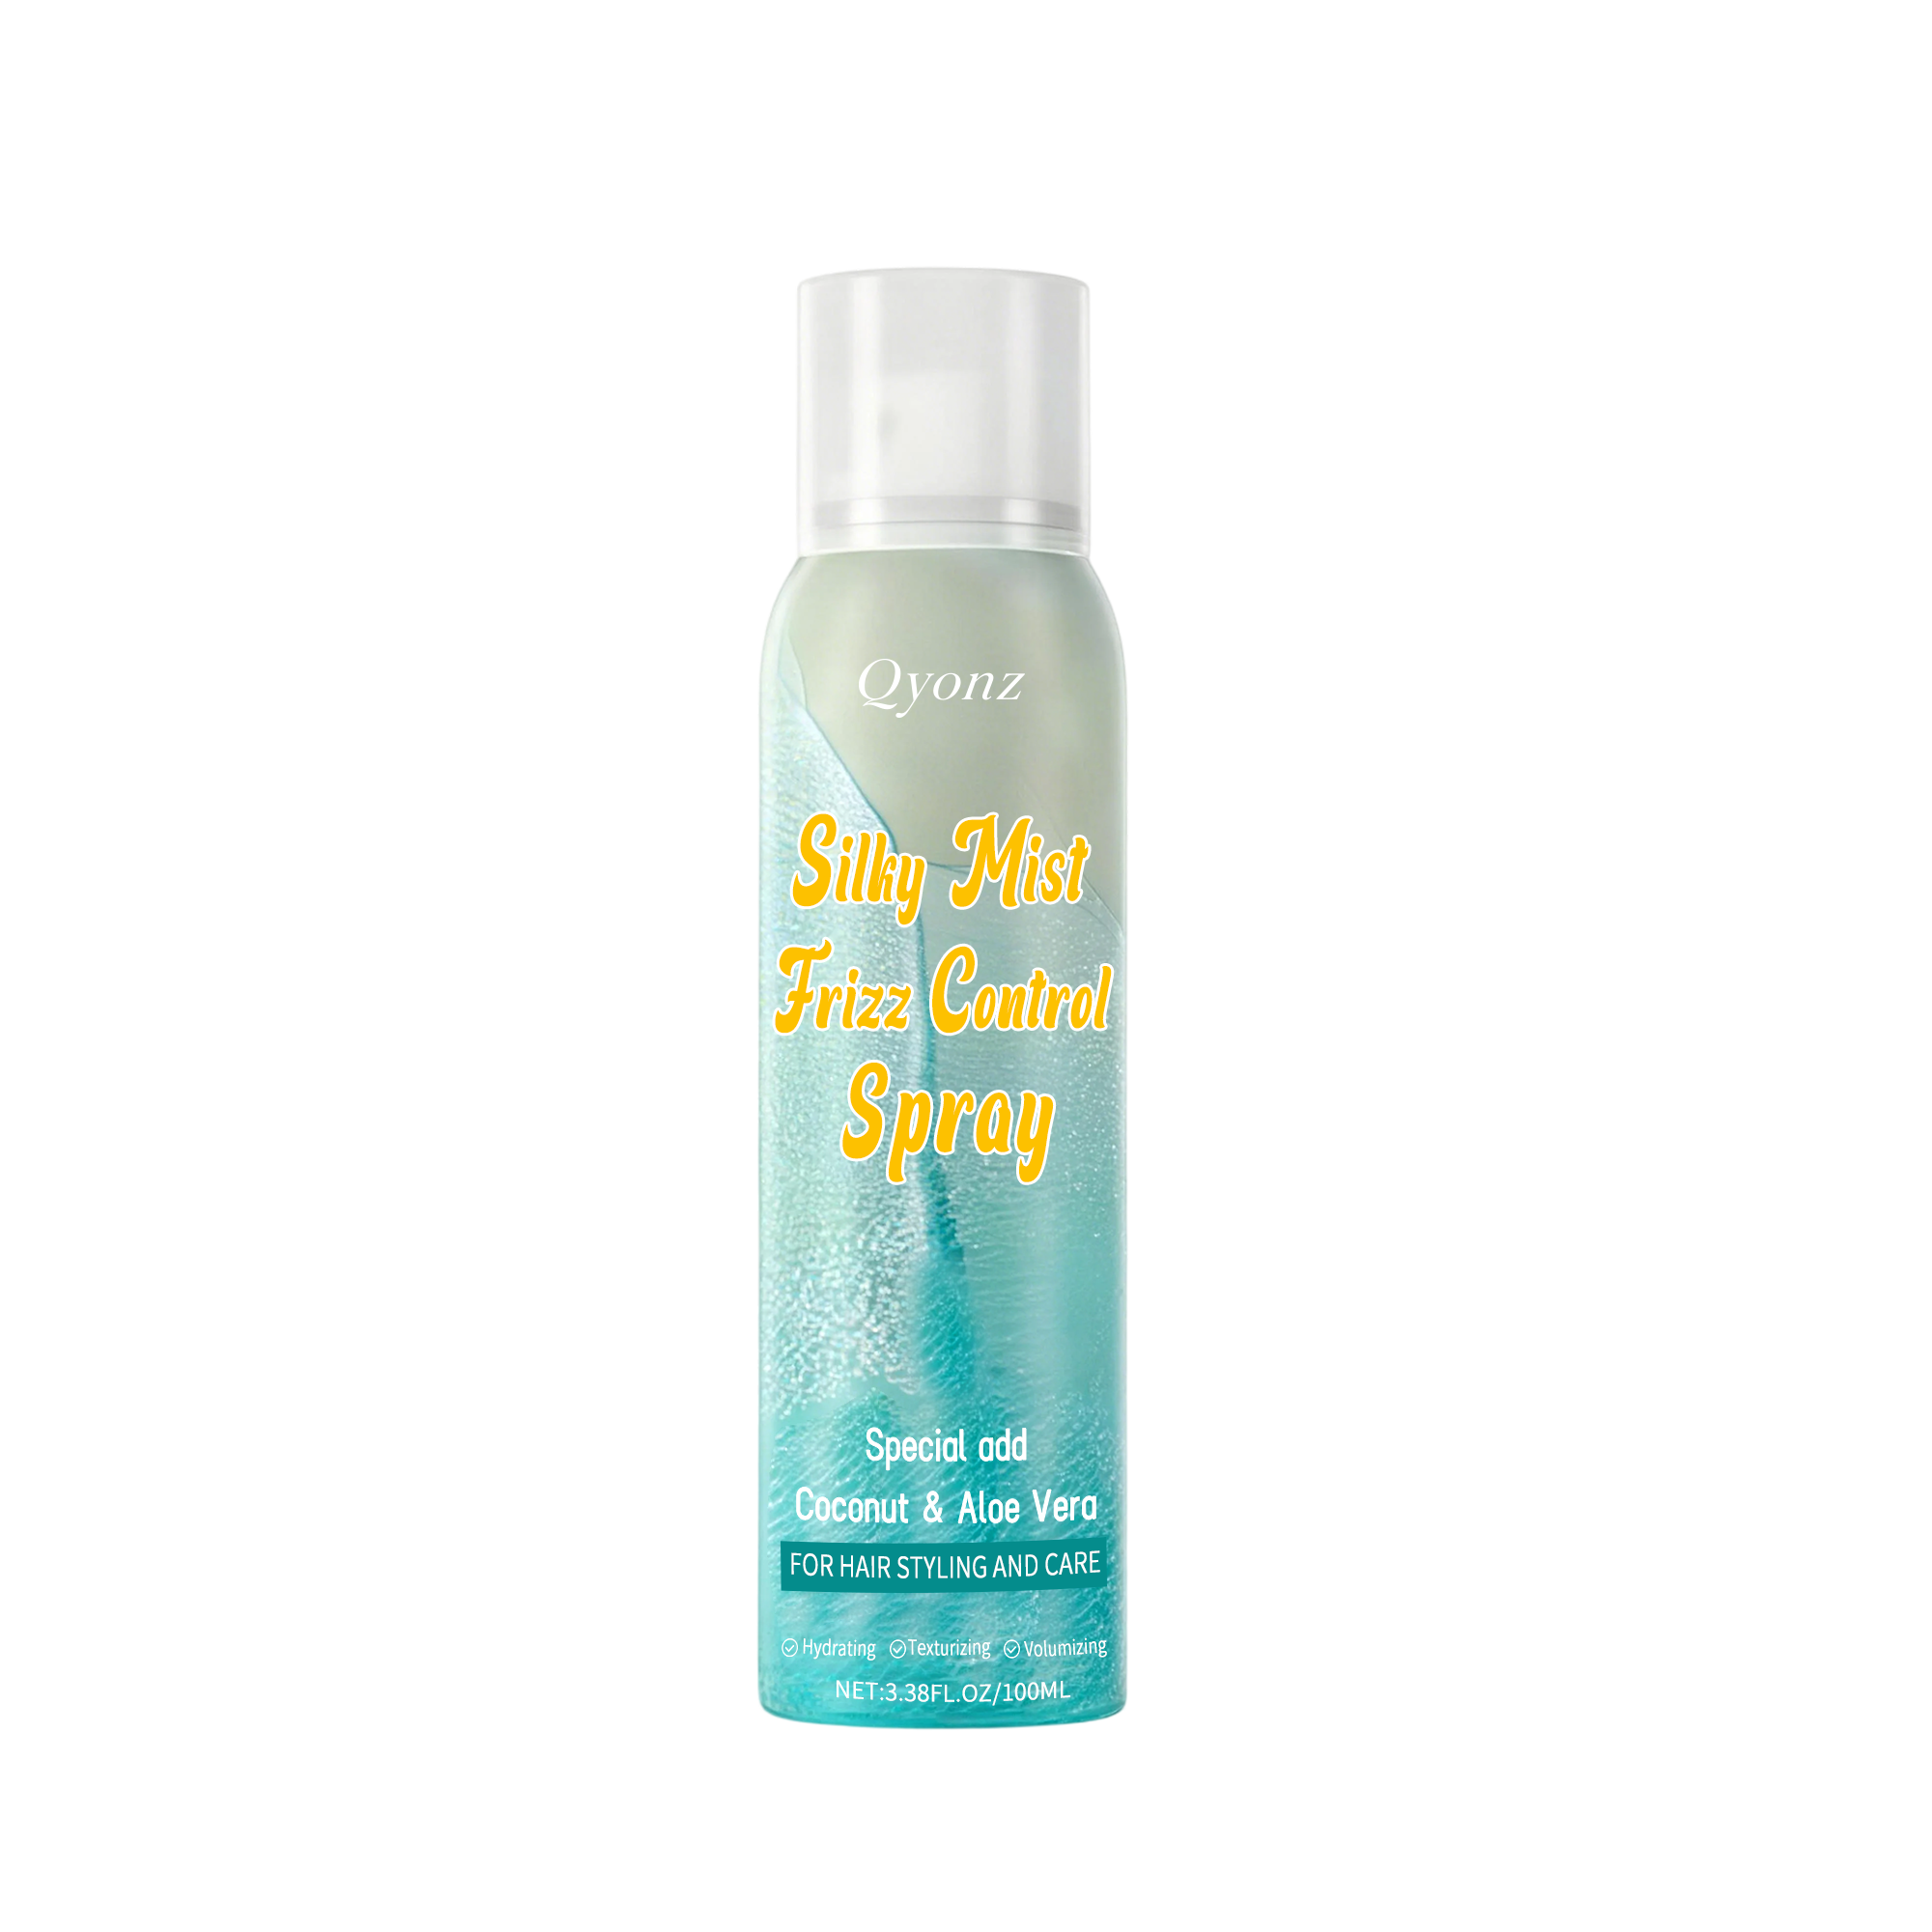 Qyonz
Silky Mist
Frizz Control
Spray
Special add
Coconut & Aloe Vera
FOR HAIR STYLING AND CARE
Hydrating Texturizing Volumizing
NET:3.38FL.OZ/100ML